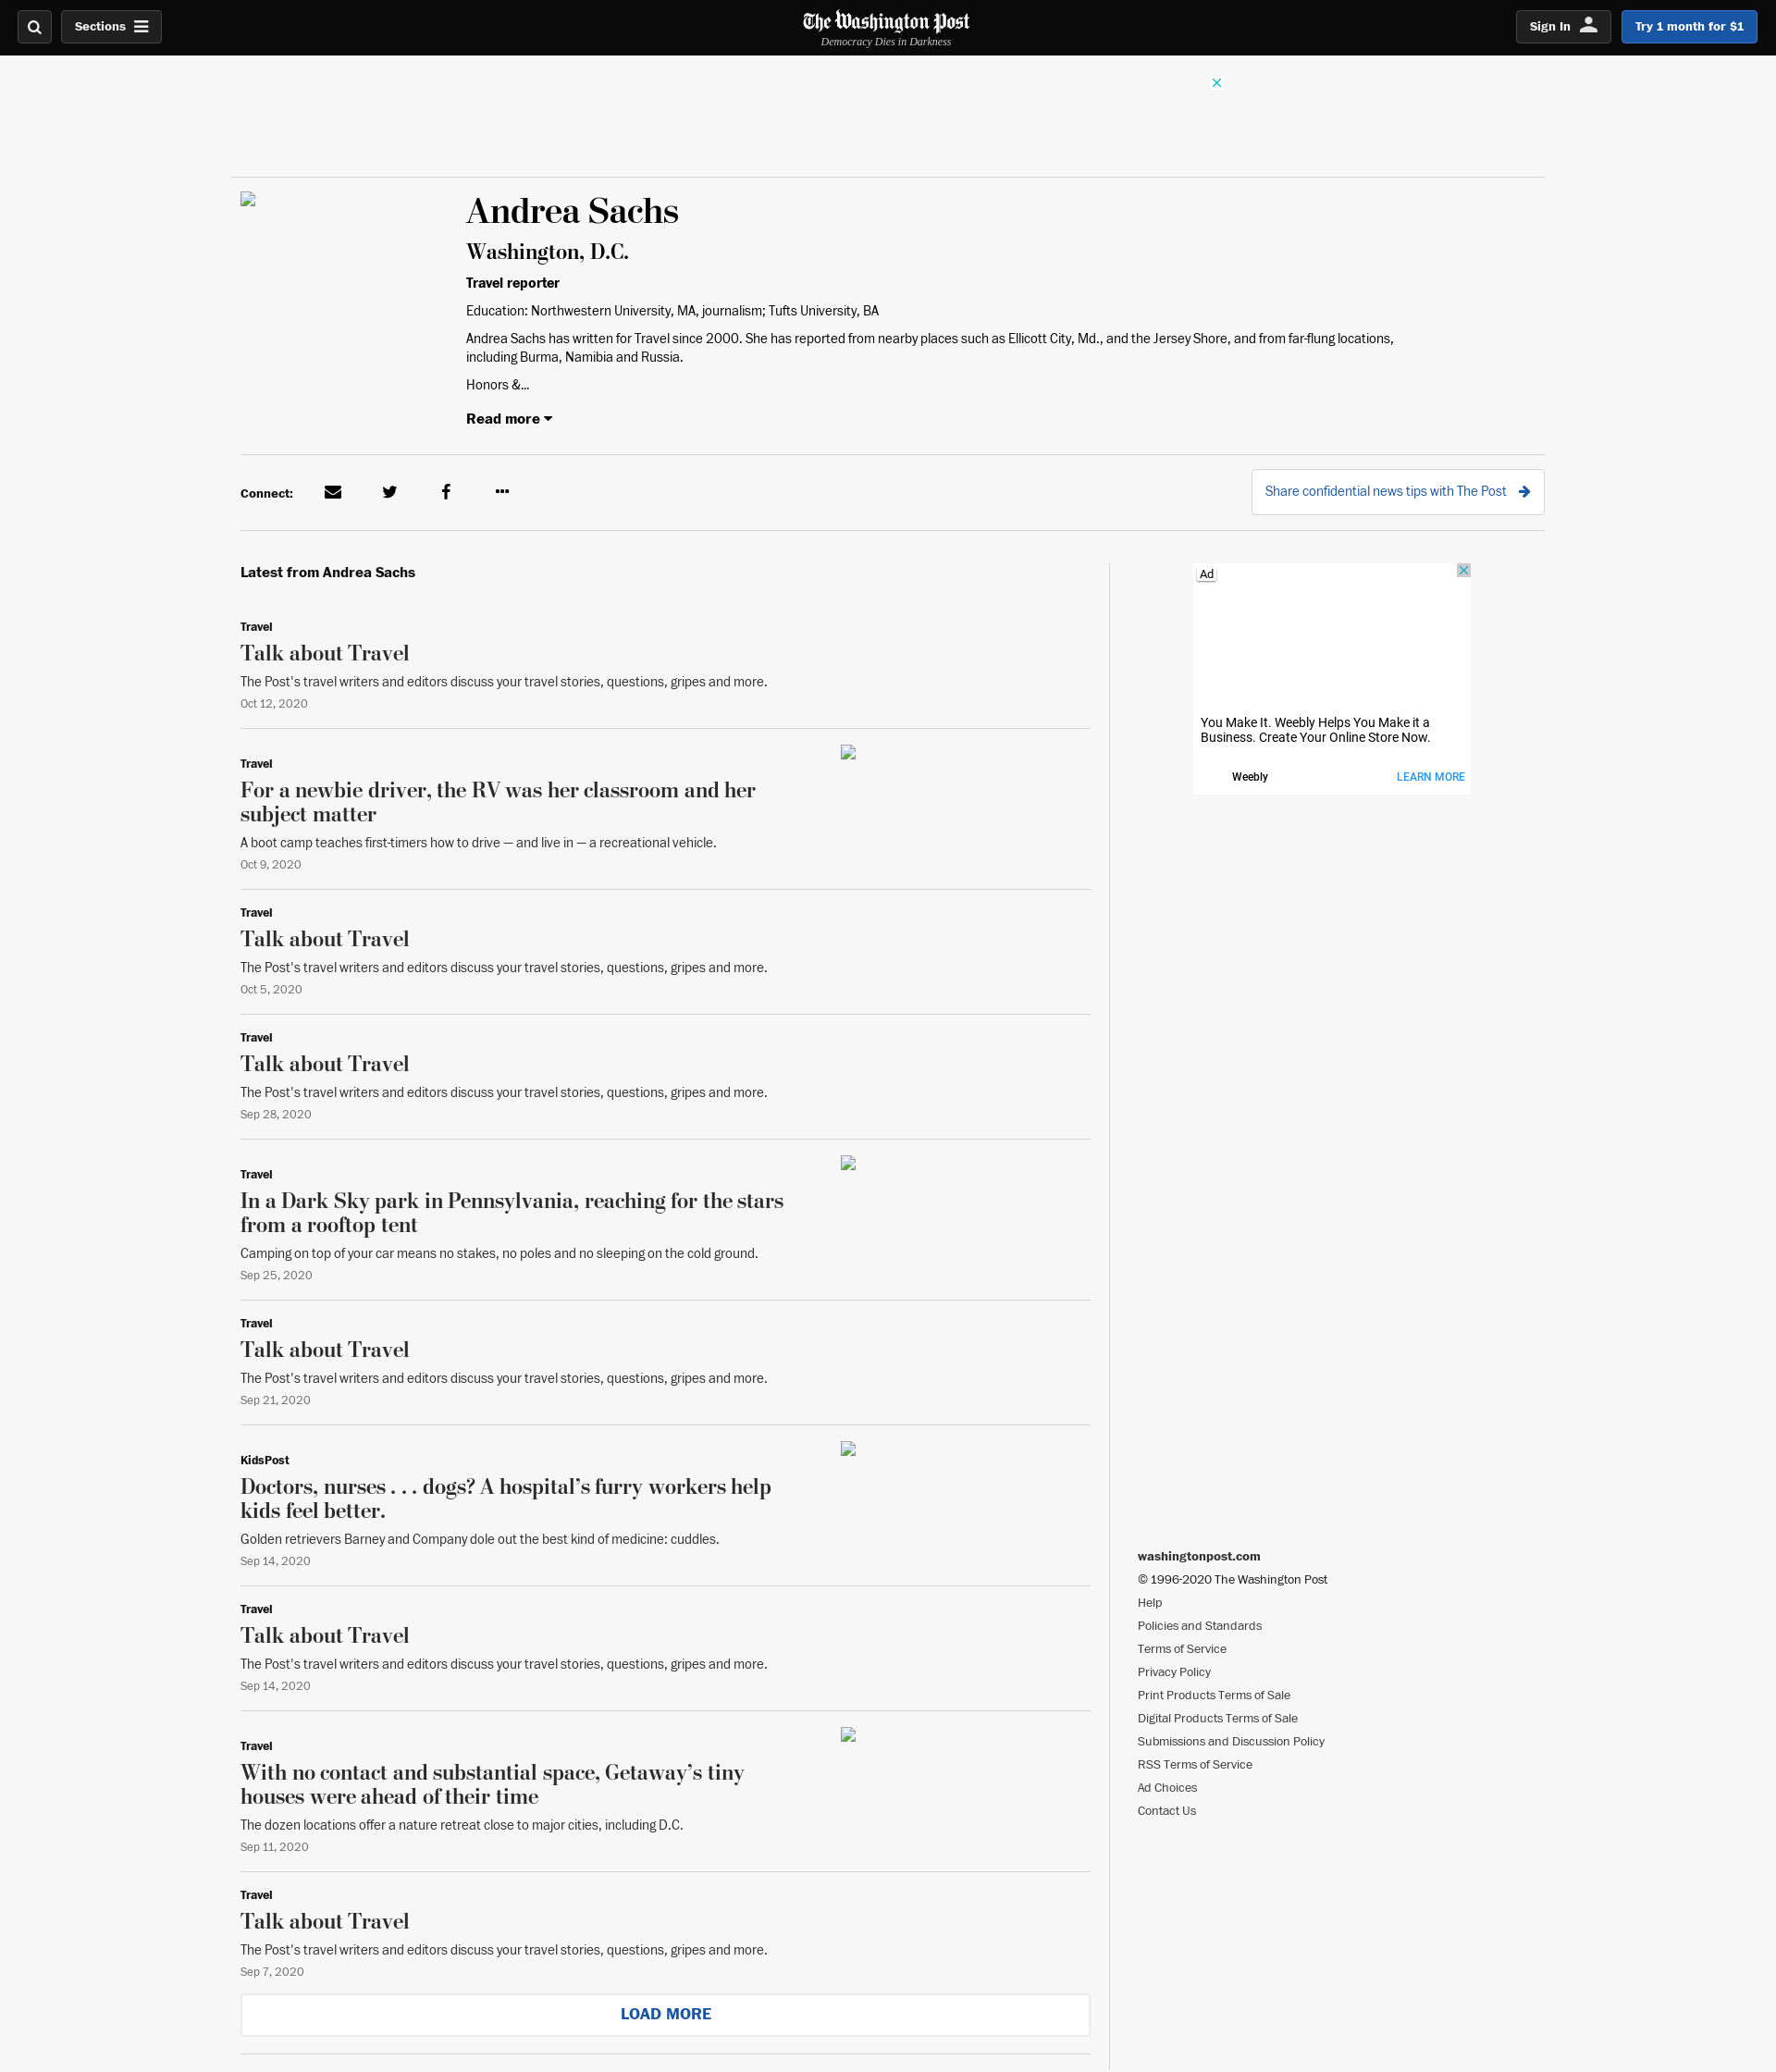 Sections
The Washington Post
Democracy Dies in Darkness
Sign In
Try 1 month for $1
Andrea Sachs
Washington, D.C.
Travel reporter
Education: Northwestern University, MA, journalism; Tufts University, BA
Andrea Sachs has written for Travel since 2000. She has reported from nearby places such as Ellicott City, Md., and the Jersey Shore, and from far-flung locations,
including Burma, Namibia and Russia.
Honors &...
Read more
Connect:
Share confidential news tips with The Post
Latest from Andrea Sachs
Travel
Talk about Travel
The Post's travel writers and editors discuss your travel stories, questions, gripes and more.
Oct 12, 2020
Travel
For a newbie driver, the RV was her classroom and her
subject matter
A boot camp teaches first-timers how to drive — and live in — a recreational vehicle.
Oct 9, 2020
Travel
Talk about Travel
The Post's travel writers and editors discuss your travel stories, questions, gripes and more.
Oct 5, 2020
Travel
Talk about Travel
The Post's travel writers and editors discuss your travel stories, questions, gripes and more.
Sep 28, 2020
Travel
In a Dark Sky park in Pennsylvania, reaching for the stars
from a rooftop tent
Camping on top of your car means no stakes, no poles and no sleeping on the cold ground.
Sep 25, 2020
Travel
Talk about Travel
The Post's travel writers and editors discuss your travel stories, questions, gripes and more.
Sep 21, 2020
KidsPost
Doctors, nurses . . . dogs? A hospital’s furry workers help
kids feel better.
Golden retrievers Barney and Company dole out the best kind of medicine: cuddles.
Sep 14, 2020
Travel
Talk about Travel
The Post's travel writers and editors discuss your travel stories, questions, gripes and more.
Sep 14, 2020
Travel
With no contact and substantial space, Getaway’s tiny
houses were ahead of their time
The dozen locations offer a nature retreat close to major cities, including D.C.
Sep 11, 2020
Travel
Talk about Travel
The Post's travel writers and editors discuss your travel stories, questions, gripes and more.
Sep 7, 2020
LOAD MORE
Ad
You Make It. Weebly Helps You Make it a
Business. Create Your Online Store Now.
Weebly
LEARN MORE
washingtonpost.com
© 1996-2020 The Washington Post
Help
Policies and Standards
Terms of Service
Privacy Policy
Print Products Terms of Sale
Digital Products Terms of Sale
Submissions and Discussion Policy
RSS Terms of Service
Ad Choices
Contact Us